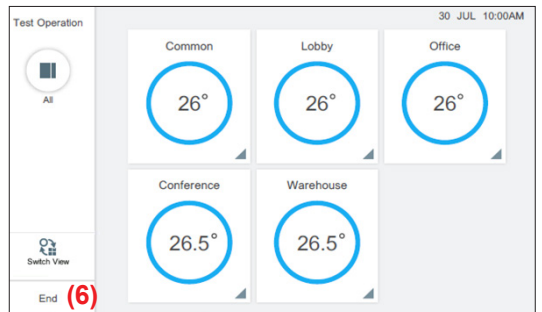 Test Operation
30 JUL 10:00AM
All
Common
26°
Lobby
26°
Office
26°
Conference
26.5°
Warehouse
26.5°
Switch View
End (6)